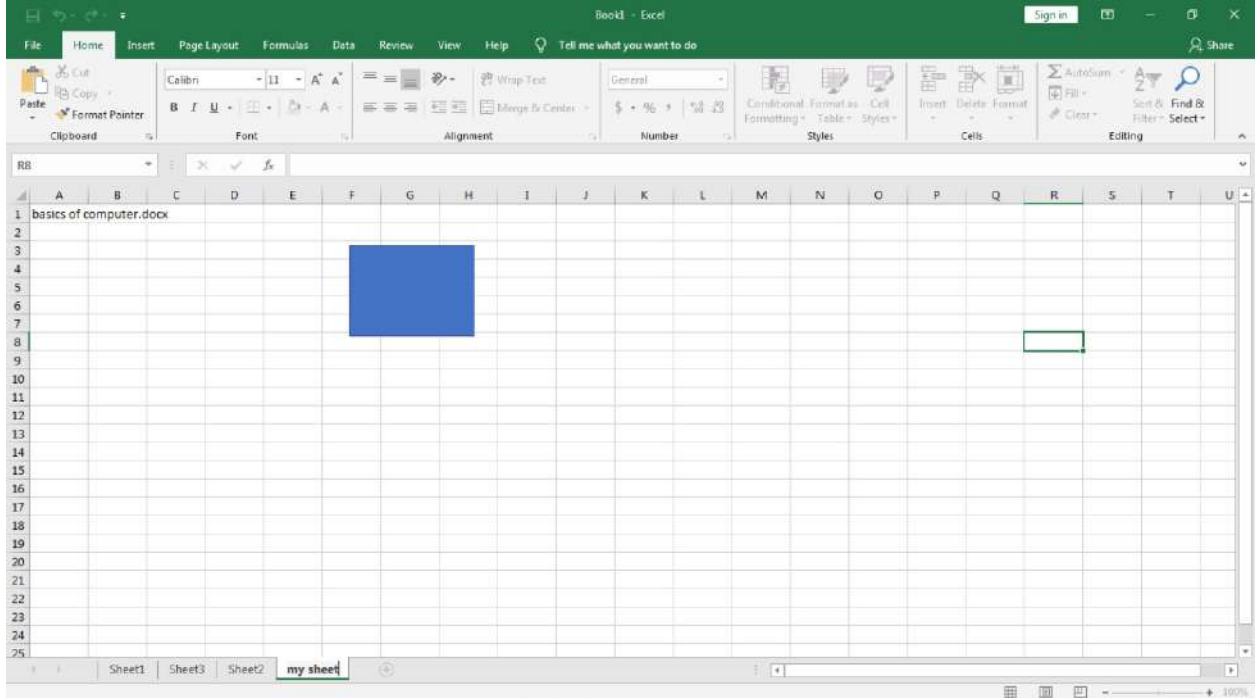 Book1 - Excel
Sign in
File Home Insert Page Layout Formulas Data Review View Help Tell me what you want to do Share
Cut
Copy
Paste
Format Painter
Calibri 11 A A
B I U A
Wrap Text
Merge & Center
General
$ % ,
Conditional Formatting
Format as Table
Cell Styles
Insert Delete Format
AutoSum
Fill
Clear
Sort & Filter
Find & Select
Clipboard Font Alignment Number Styles Cells Editing
R8 fx
A B C D E F G H I J K L M N O P Q R S T U
1 basics of computer.docx
2
3
4
5
6
7
8
9
10
11
12
13
14
15
16
17
18
19
20
21
22
23
24
25
Sheet1 Sheet3 Sheet2 my sheet
100%